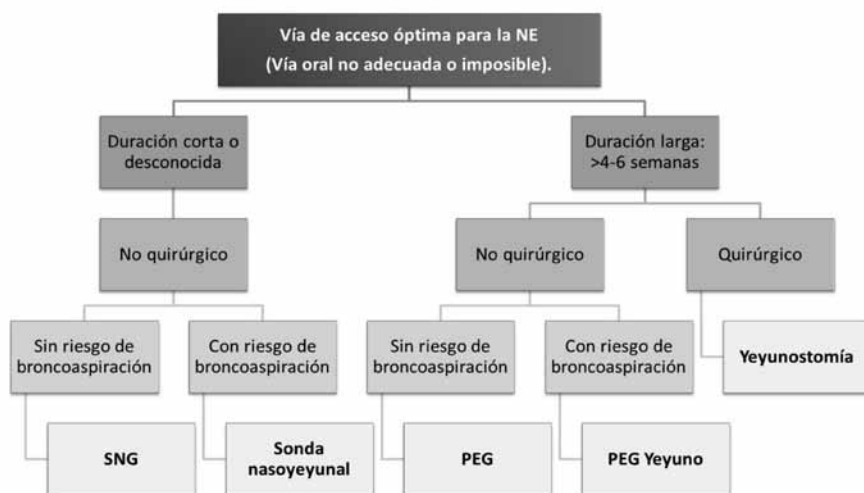 Vía de acceso óptima para la NE
(Vía oral no adecuada o imposible).
Duración corta o
desconocida
Duración larga:
>4-6 semanas
No quirúrgico
No quirúrgico
Quirúrgico
Sin riesgo de
broncoaspiración
Con riesgo de
broncoaspiración
Sin riesgo de
broncoaspiración
Con riesgo de
broncoaspiración
Yeyunostomía
SNG
Sonda
nasoyeyunal
PEG
PEG Yeyuno